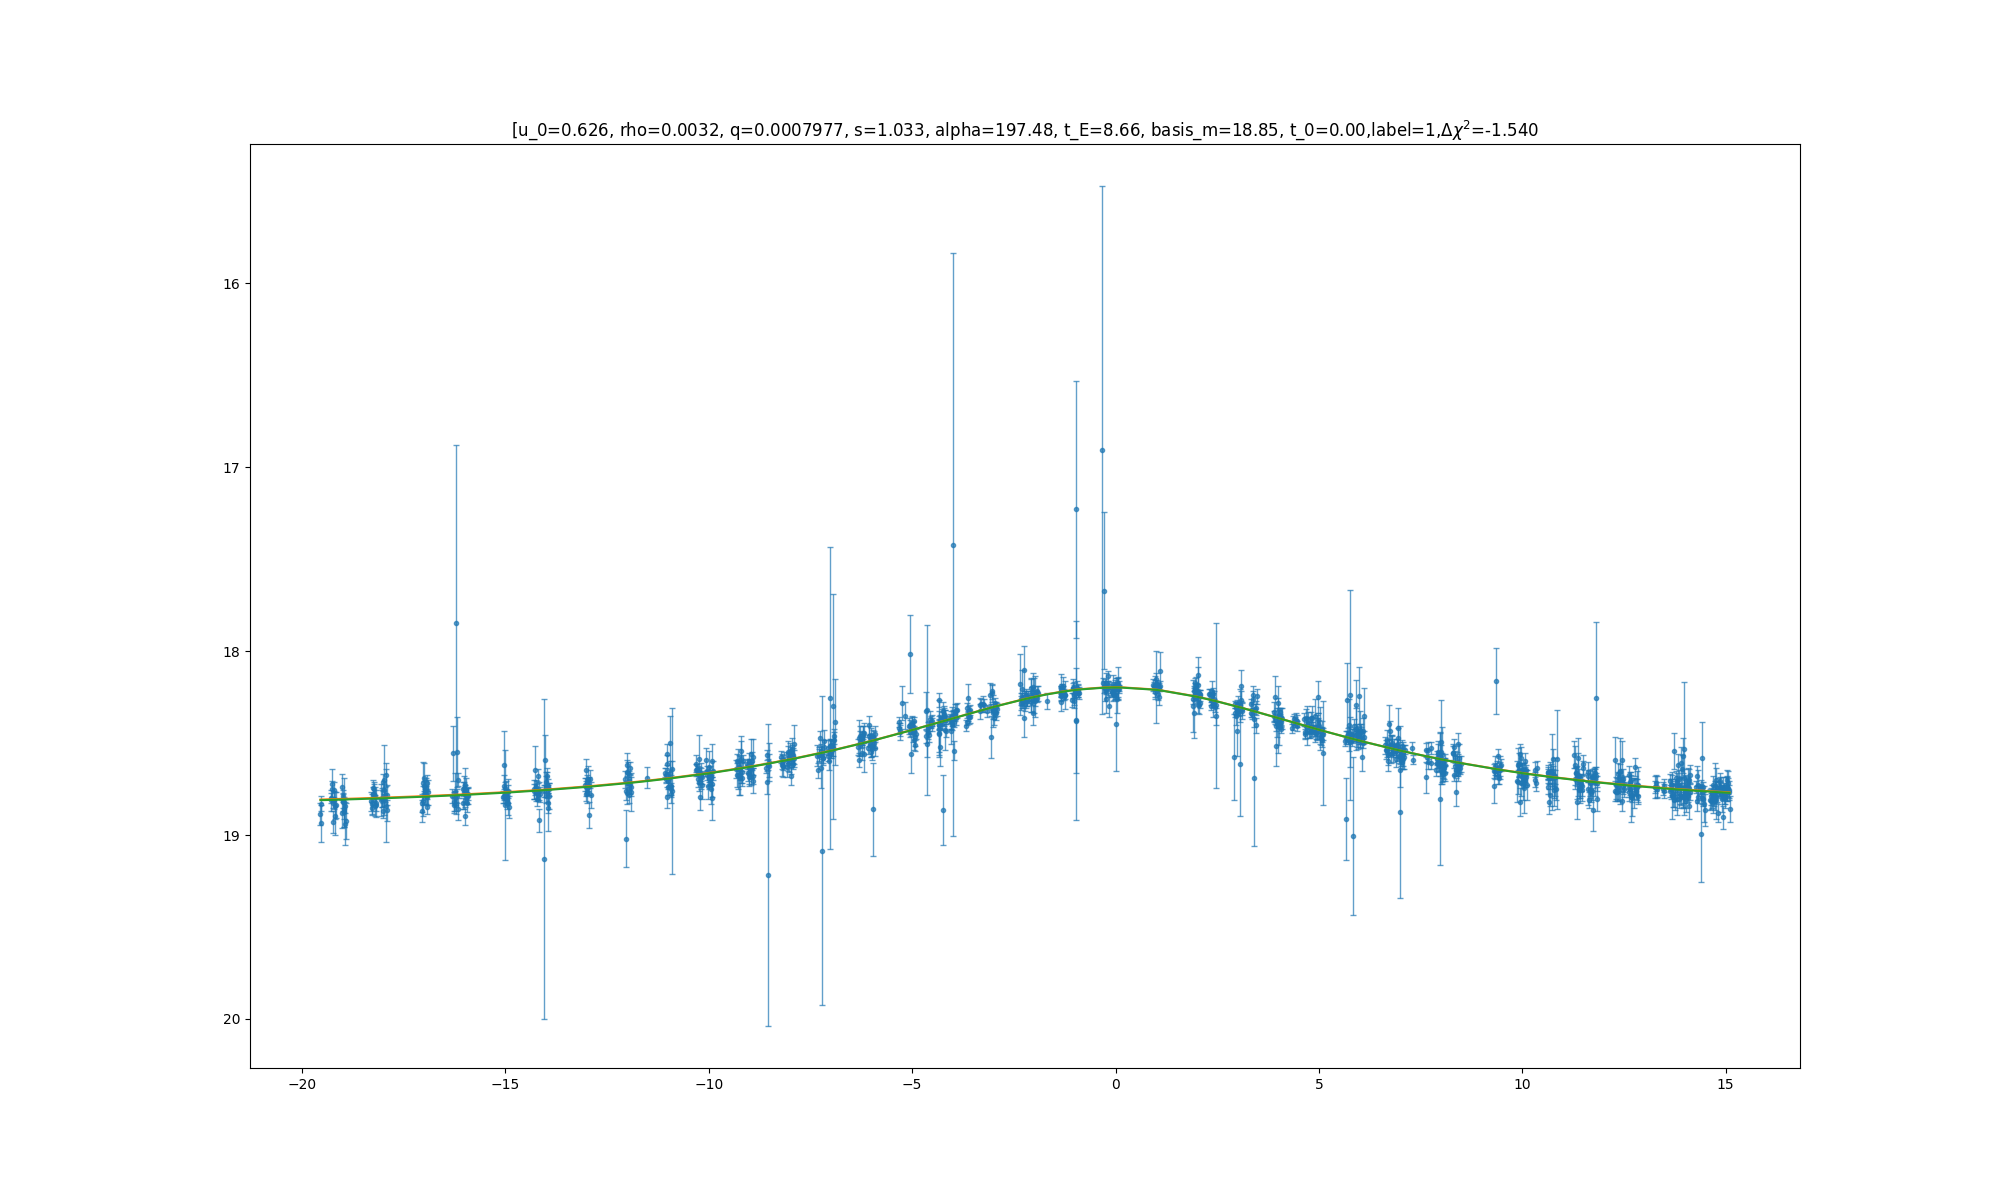 [u_0=0.626, rho=0.0032, q=0.0007977, s=1.033, alpha=197.48, t_E=8.66, basis_m=18.85, t_0=0.00,label=1,Δχ²=-1.540
16
17
18
19
20
−20 −15 −10 −5 0 5 10 15